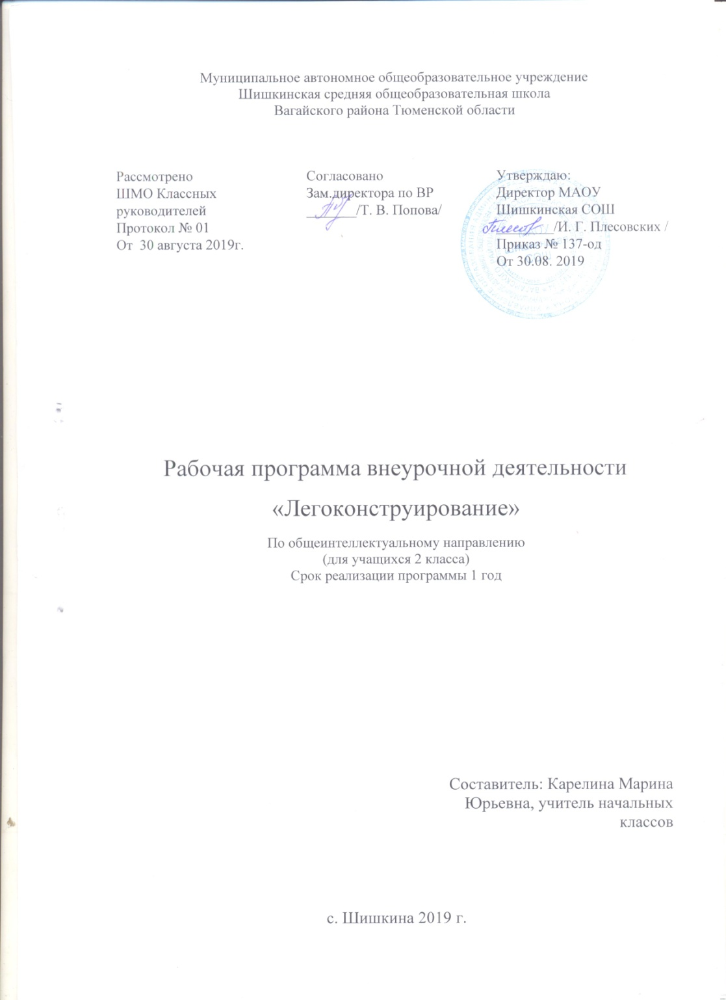 Муниципальное автономное общеобразовательное учреждение
Шишкинская средняя общеобразовательная школа
Вагайского района Тюменской области
Рассмотрено
ШМО Классных
руководителей
Протокол № 01
От 30 августа 2019г.
Согласовано
Зам.директора по ВР
________/Т. В. Попова/
Утверждаю:
Директор МАОУ
Шишкинская СОШ
________/И. Г. Плесовских /
Приказ № 137-од
От 30.08. 2019
Рабочая программа внеурочной деятельности
«Легоконструирование»
По общеинтеллектуальному направлению
(для учащихся 2 класса)
Срок реализации программы 1 год
Составитель: Карелина Марина
Юрьевна, учитель начальных
классов
с. Шишкина 2019 г.